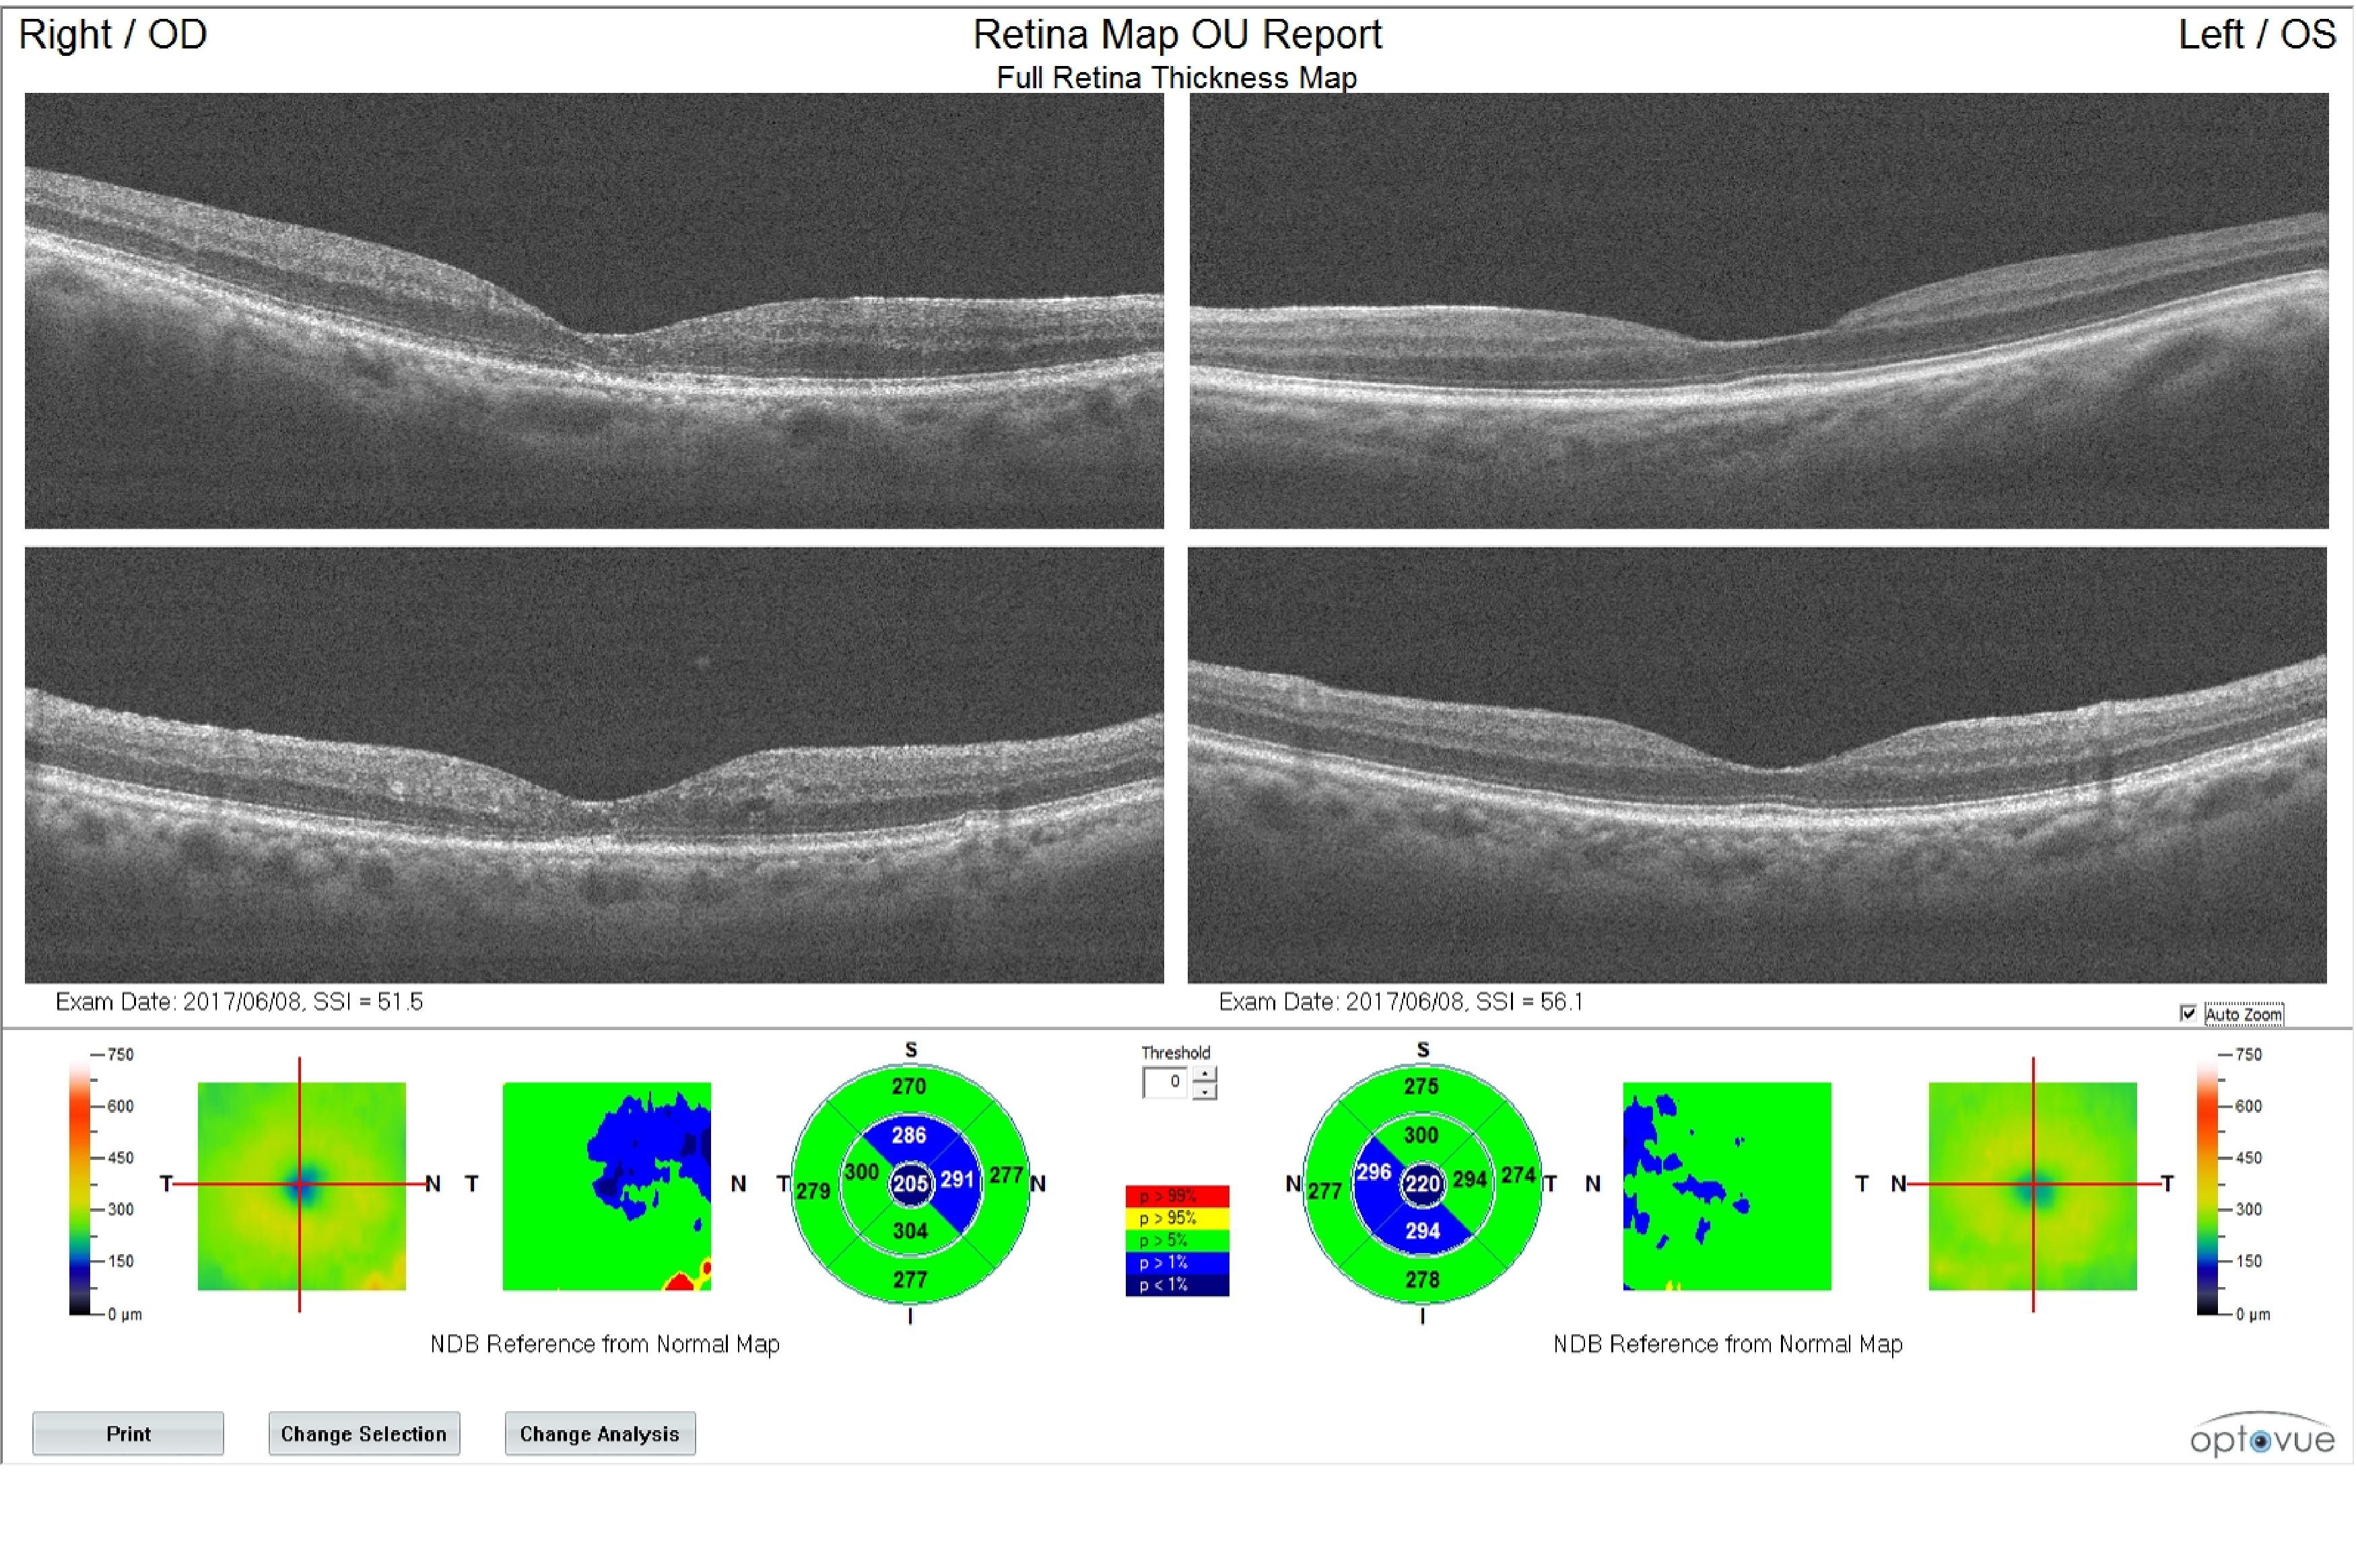 Right / OD
Retina Map OU Report
Left / OS
Full Retina Thickness Map
Exam Date: 2017/06/08, SSI = 51.5
Exam Date: 2017/06/08, SSI = 56.1
Auto Zoom
750
600
450
300
150
0 µm
T
N
T
N
S
270
286
T
279
300
205
291
277
N
304
277
I
Threshold
0
p > 99%
p > 95%
p > 5%
p > 1%
p < 1%
S
275
300
N
277
296
220
294
274
T
294
278
I
N
T
N
T
750
600
450
300
150
0 µm
NDB Reference from Normal Map
NDB Reference from Normal Map
Print
Change Selection
Change Analysis
optovue